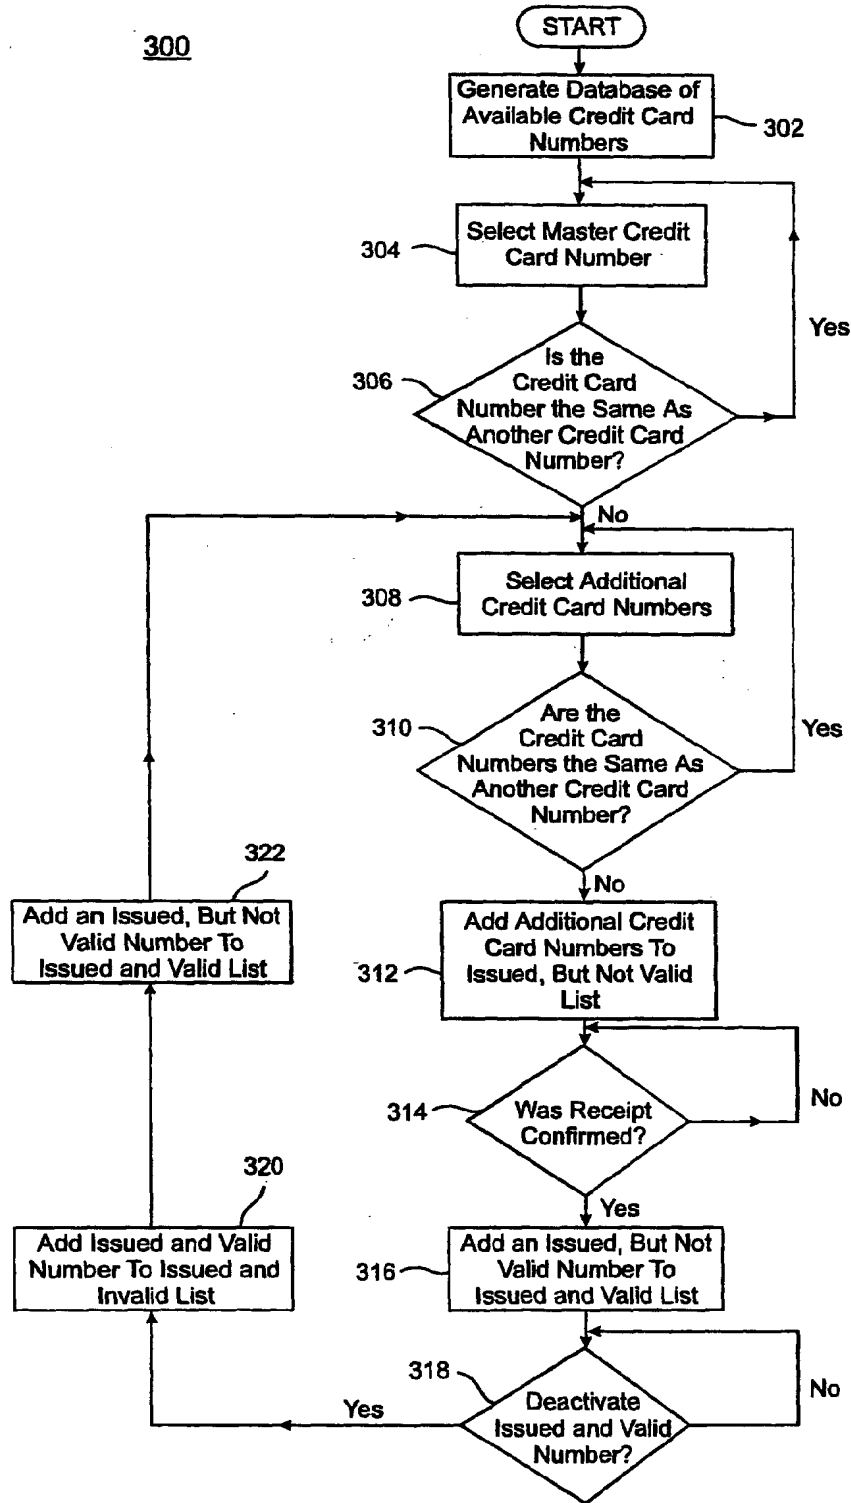 300
START
Generate Database of
Available Credit Card
Numbers
302
Select Master Credit
Card Number
304
Yes
Is the
Credit Card
Number the Same As
Another Credit Card
Number?
306
No
Select Additional
Credit Card Numbers
308
Are the
Credit Card
Numbers the Same As
Another Credit Card
Number?
310
Yes
No
322
Add an Issued, But Not
Valid Number To
Issued and Valid List
Add Additional Credit
Card Numbers To
Issued, But Not Valid
List
312
Was Receipt
Confirmed?
314
No
Yes
320
Add Issued and Valid
Number To Issued and
Invalid List
Add an Issued, But Not
Valid Number To
Issued and Valid List
316
318
Deactivate
Issued and Valid
Number?
No
Yes